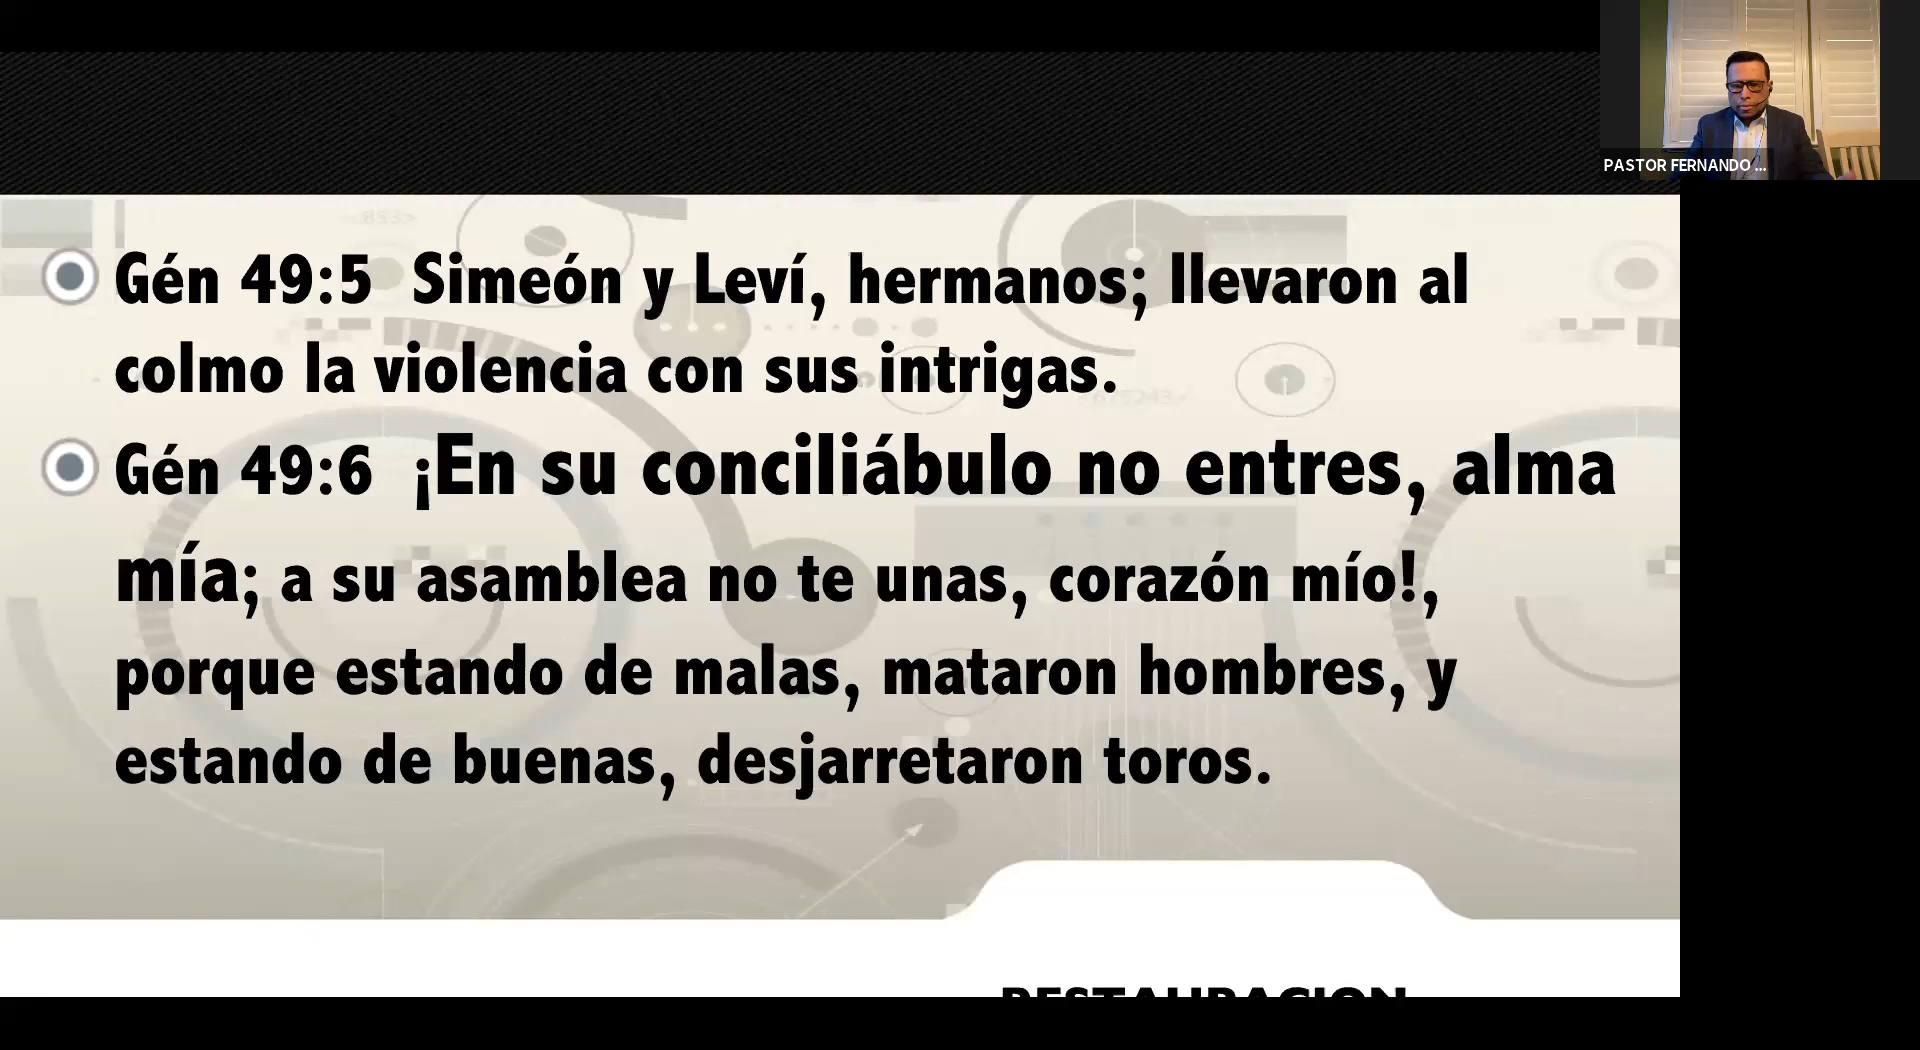 PASTOR FERNANDO ...
Gén 49:5 Simeón y Leví, hermanos; llevaron al
colmo la violencia con sus intrigas.
Gén 49:6 ¡En su conciliábulo no entres, alma
mía; a su asamblea no te unas, corazón mío!,
porque estando de malas, mataron hombres, y
estando de buenas, desjarretaron toros.
RESTAURACION